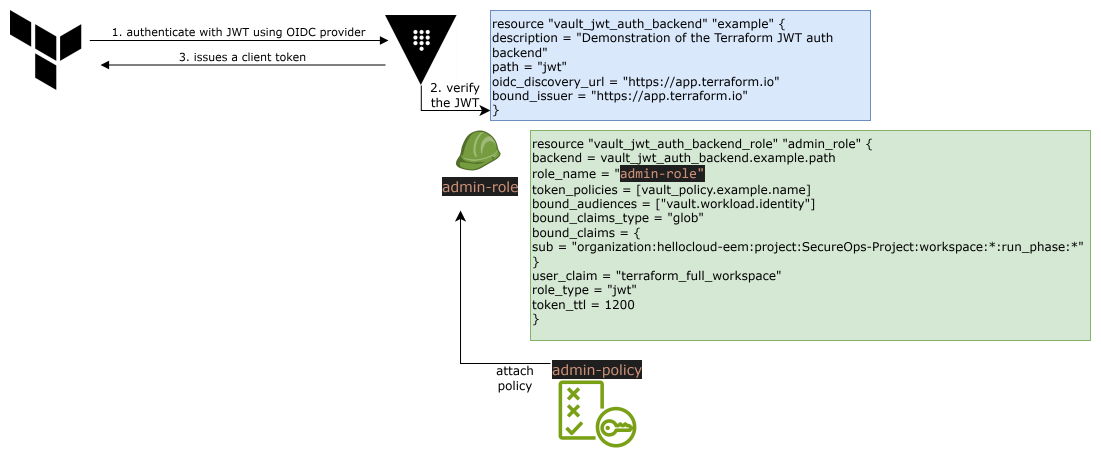 1. authenticate with JWT using OIDC provider
3. issues a client token
2. verify
the JWT
resource "vault_jwt_auth_backend" "example" {
description = "Demonstration of the Terraform JWT auth
backend"
path = "jwt"
oidc_discovery_url = "https://app.terraform.io"
bound_issuer = "https://app.terraform.io"
}
admin-role
resource "vault_jwt_auth_backend_role" "admin_role" {
backend = vault_jwt_auth_backend.example.path
role_name = "admin-role"
token_policies = [vault_policy.example.name]
bound_audiences = ["vault.workload.identity"]
bound_claims_type = "glob"
bound_claims = {
sub = "organization:hellocloud-eem:project:SecureOps-Project:workspace:*:run_phase:*"
}
user_claim = "terraform_full_workspace"
role_type = "jwt"
token_ttl = 1200
}
attach
policy
admin-policy